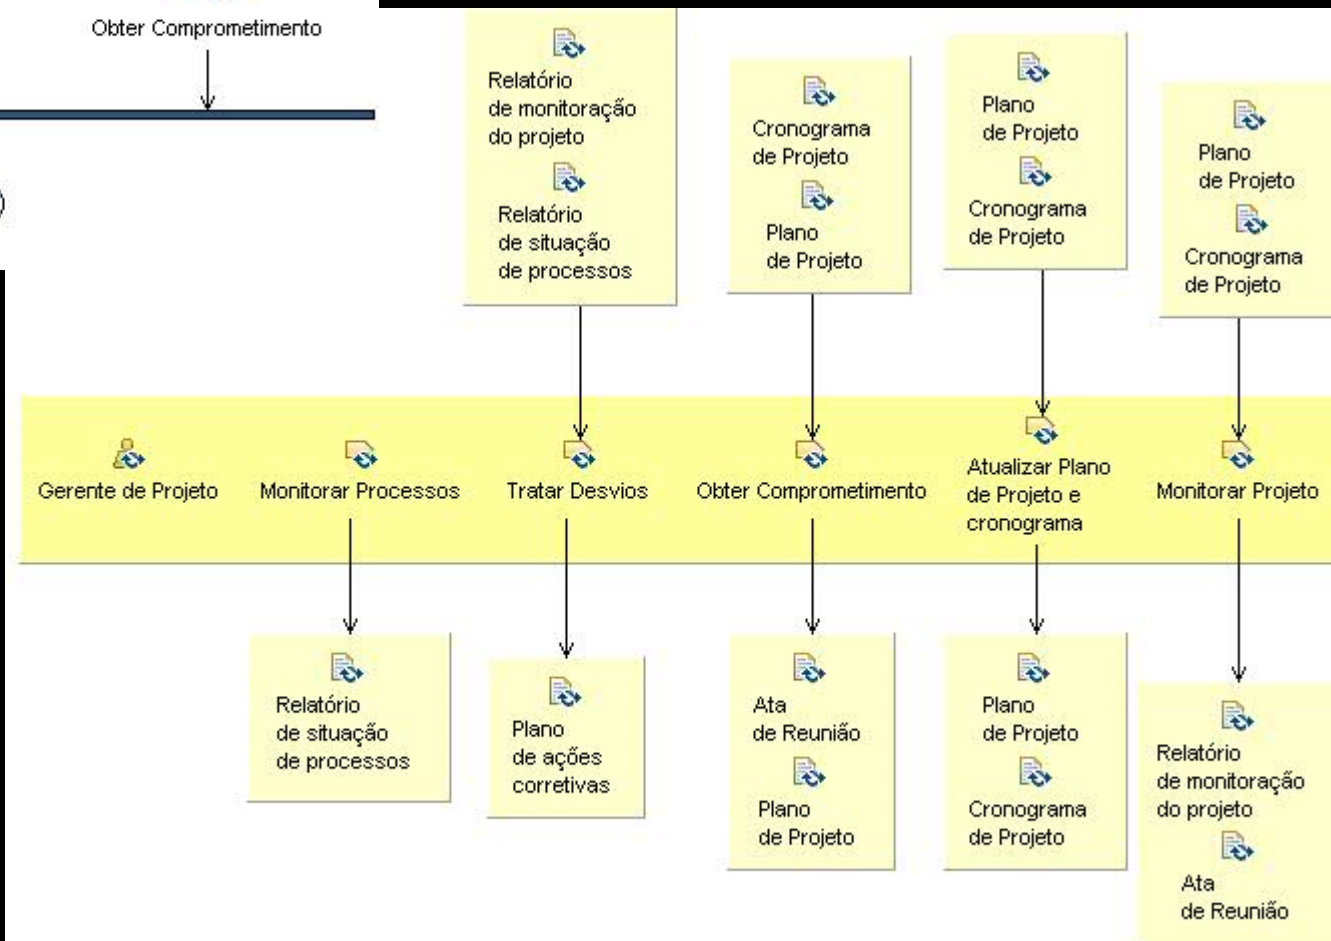 Obter Comprometimento
Relatório
de monitoração
do projeto
Relatório
de situação
de processos
Cronograma
de Projeto
Plano
de Projeto
Plano
de Projeto
Cronograma
de Projeto
Plano
de Projeto
Cronograma
de Projeto
Gerente de Projeto
Monitorar Processos
Tratar Desvios
Obter Comprometimento
Atualizar Plano
de Projeto e
cronograma
Monitorar Projeto
Relatório
de situação
de processos
Plano
de ações
corretivas
Ata
de Reunião
Plano
de Projeto
Plano
de Projeto
Cronograma
de Projeto
Relatório
de monitoração
do projeto
Ata
de Reunião